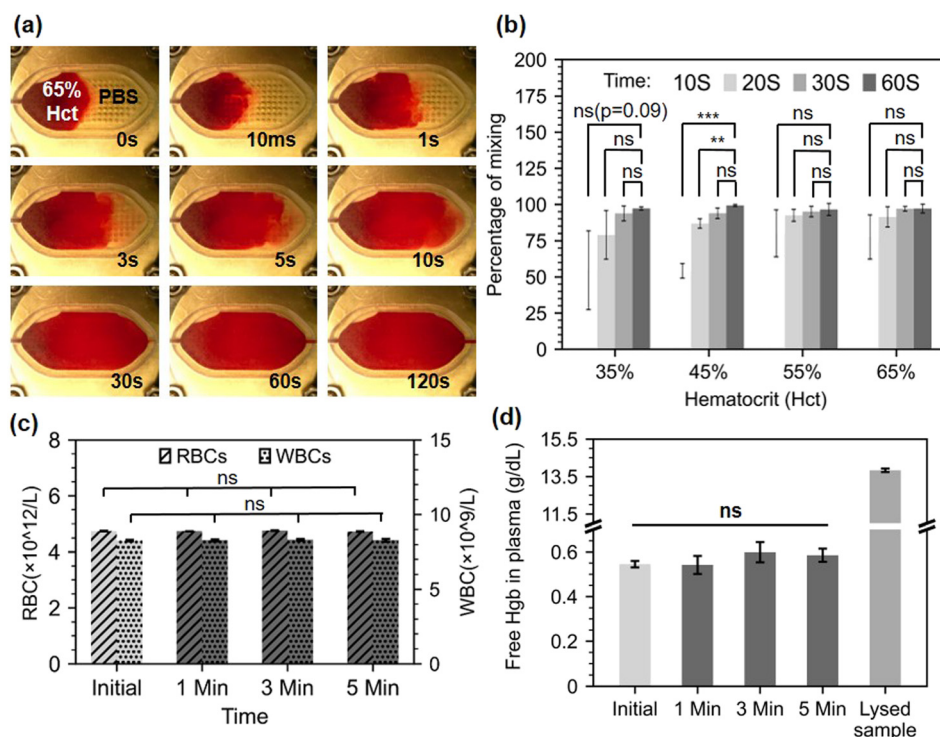 (a)
65%
Hct
PBS
0s
10ms
1s
3s
5s
10s
30s
60s
120s
(b)
Percentage of mixing
200
175
150
125
100
75
50
25
0
Time: 10S 20S 30S 60S
ns(p=0.09)
ns
ns
***
**
ns
ns
ns
ns
ns
ns
ns
35% 45% 55% 65%
Hematocrit (Hct)
(c)
RBC(×10^12/L)
8
6
4
2
0
RBCs WBCs
ns
ns
15
10
5
0
WBC(×10^9/L)
Initial 1 Min 3 Min 5 Min
Time
(d)
Free Hgb in plasma (g/dL)
15.5
13.5
11.5
0.6
0.4
0.2
0
ns
Initial 1 Min 3 Min 5 Min Lysed
sample